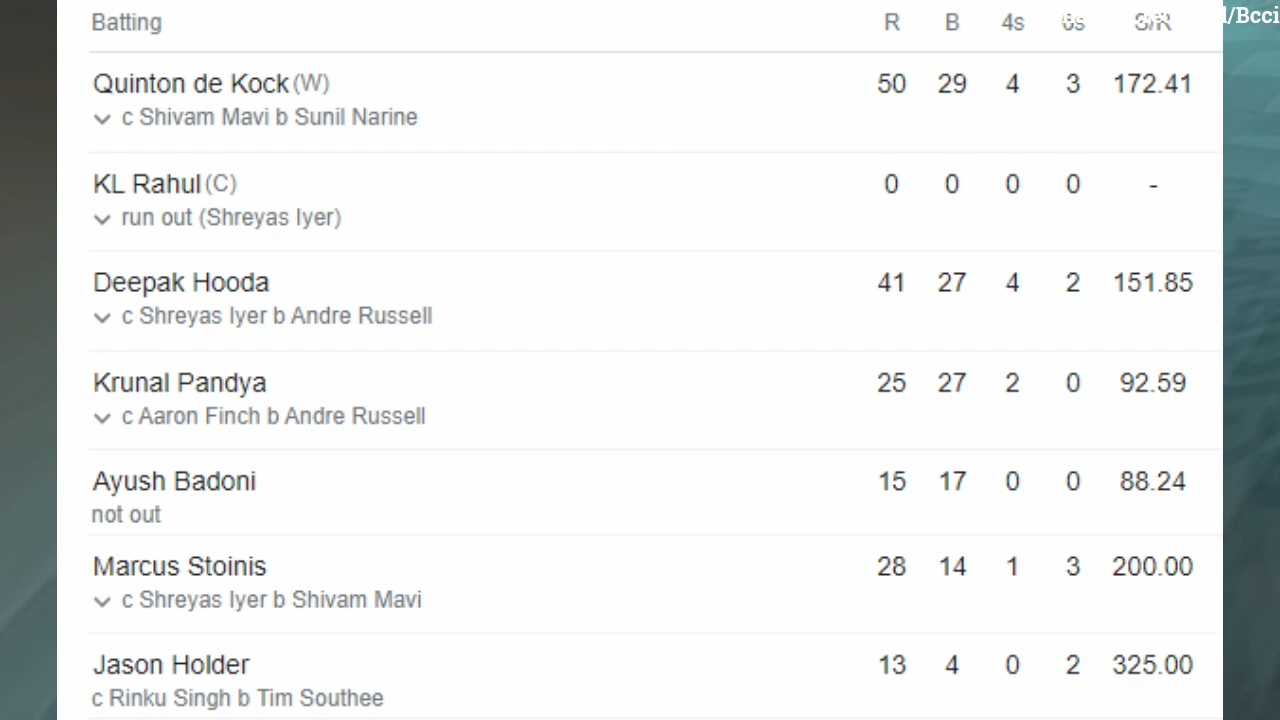 Batting R B 4s 6s S/R
/Bcci
Quinton de Kock (W) 50 29 4 3 172.41
c Shivam Mavi b Sunil Narine
KL Rahul (C) 0 0 0 0 -
run out (Shreyas Iyer)
Deepak Hooda 41 27 4 2 151.85
c Shreyas Iyer b Andre Russell
Krunal Pandya 25 27 2 0 92.59
c Aaron Finch b Andre Russell
Ayush Badoni 15 17 0 0 88.24
not out
Marcus Stoinis 28 14 1 3 200.00
c Shreyas Iyer b Shivam Mavi
Jason Holder 13 4 0 2 325.00
c Rinku Singh b Tim Southee